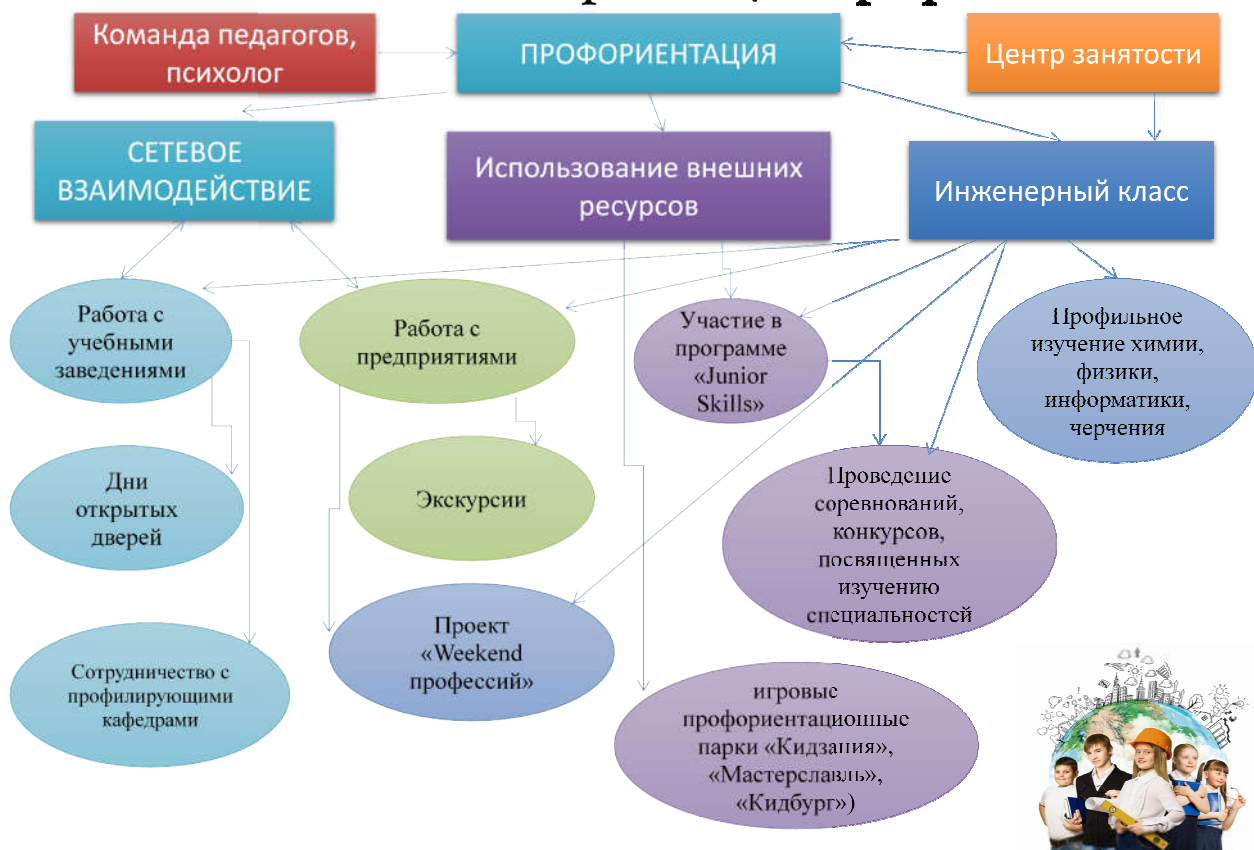 Команда педагогов,
психолог
ПРОФОРИЕНТАЦИЯ
Центр занятости
СЕТЕВОЕ
ВЗАИМОДЕЙСТВИЕ
Использование внешних
ресурсов
Инженерный класс
Работа с
учебными
заведениями
Работа с
предприятиями
Участие в
программе
«Junior
Skills»
Профильное
изучение химии,
физики,
информатики,
черчения
Дни
открытых
дверей
Экскурсии
Проведение
соревнований,
конкурсов,
посвященных
изучению
специальностей
Сотрудничество с
профилирующими
кафедрами
Проект
«Weekend
профессий»
игровые
профориентационные
парки «Кидзания»,
«Мастерславль»,
«Кидбург»)